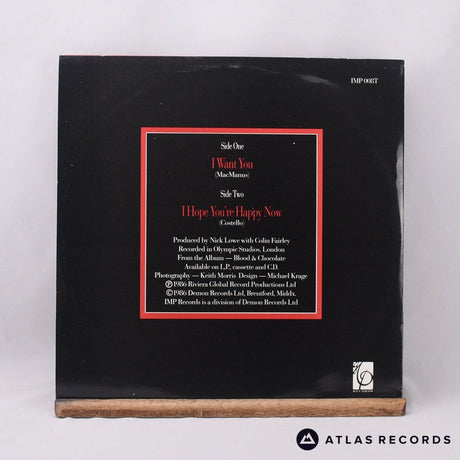 IMP 008T
Side One
I Want You
(MacManus)
Side Two
I Hope You're Happy Now
(Costello)
Produced by Nick Lowe with Colin Fairley
Recorded in Olympic Studios, London
From the Album — Blood & Chocolate
Available on L.P., cassette and C.D.
Photography — Keith Morris Design — Michael Krage
Ⓟ 1986 Riviera Global Record Productions Ltd
© 1986 Demon Records Ltd, Brentford, Middx.
IMP Records is a division of Demon Records Ltd
ATLAS RECORDS